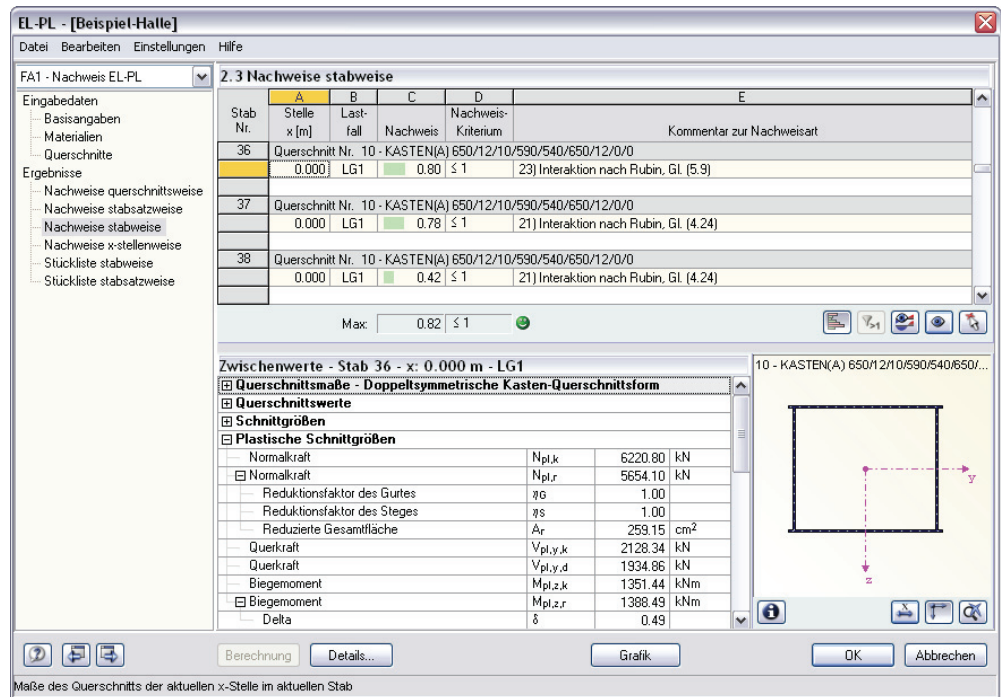 EL-PL - [Beispiel-Halle]
Datei Bearbeiten Einstellungen Hilfe
FA1 - Nachweis EL-PL
Eingabedaten
Basisangaben
Materialien
Querschnitte
Ergebnisse
Nachweise querschnittsweise
Nachweise stabsatzweise
Nachweise stabweise
Nachweise x-stellenweise
Stückliste stabweise
Stückliste stabsatzweise
2.3 Nachweise stabweise
A B C D E
Stab Stelle Last- Nachweis-
Nr. x [m] fall Nachweis Kriterium Kommentar zur Nachweisart
36 Querschnitt Nr. 10 - KASTEN(A) 650/12/10/590/540/650/12/0/0
0.000 LG1 0.80 ≤ 1 23) Interaktion nach Rubin, Gl. (5.9)
37 Querschnitt Nr. 10 - KASTEN(A) 650/12/10/590/540/650/12/0/0
0.000 LG1 0.78 ≤ 1 21) Interaktion nach Rubin, Gl. (4.24)
38 Querschnitt Nr. 10 - KASTEN(A) 650/12/10/590/540/650/12/0/0
0.000 LG1 0.42 ≤ 1 21) Interaktion nach Rubin, Gl. (4.24)
Max: 0.82 ≤ 1
Zwischenwerte - Stab 36 - x: 0.000 m - LG1
Querschnittsmaße - Doppeltsymmetrische Kasten-Querschnittsform
Querschnittswerte
Schnittgrößen
Plastische Schnittgrößen
Normalkraft Npl,k 6220.80 kN
Normalkraft Npl,r 5654.10 kN
Reduktionsfaktor des Gurtes ηG 1.00
Reduktionsfaktor des Steges ηS 1.00
Reduzierte Gesamtfläche Ar 259.15 cm²
Querkraft Vpl,y,k 2128.34 kN
Querkraft Vpl,y,d 1934.86 kN
Biegemoment Mpl,z,k 1351.44 kNm
Biegemoment Mpl,z,r 1388.49 kNm
Delta δ 0.49
10 - KASTEN(A) 650/12/10/590/540/650/...
y
z
Berechnung Details... Grafik OK Abbrechen
Maße des Querschnitts der aktuellen x-Stelle im aktuellen Stab